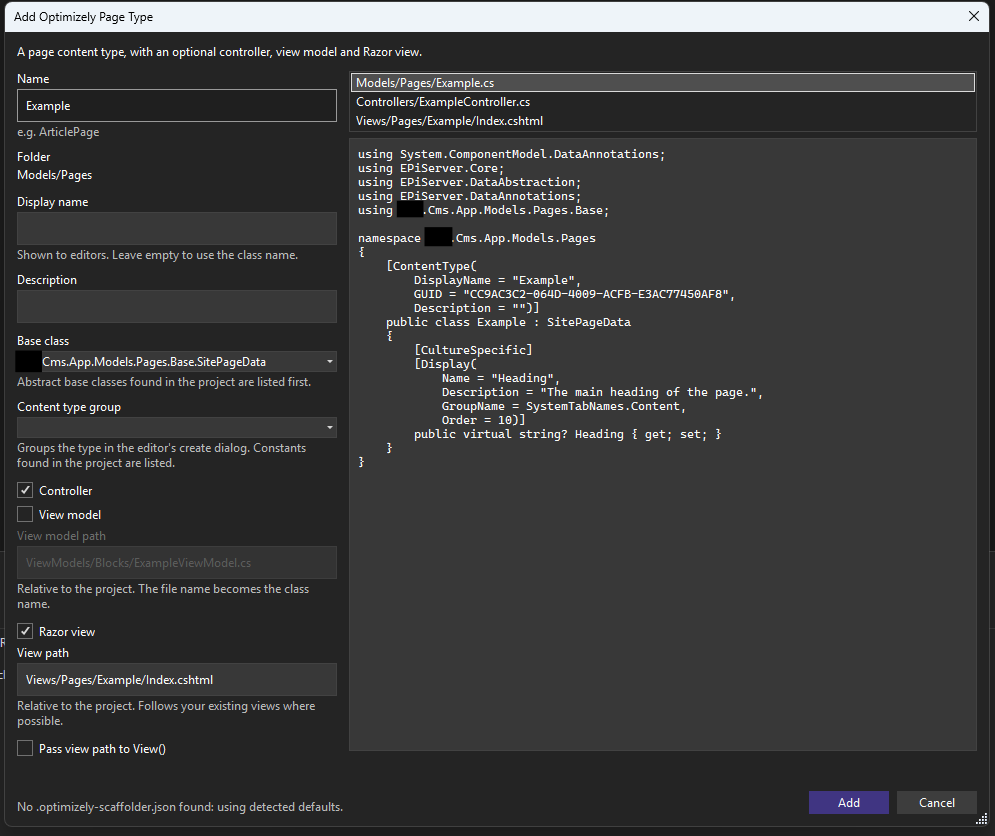 Add Optimizely Page Type
A page content type, with an optional controller, view model and Razor view.
Name
Example
e.g. ArticlePage
Folder
Models/Pages
Display name
Shown to editors. Leave empty to use the class name.
Description
Base class
Cms.App.Models.Pages.Base.SitePageData
Abstract base classes found in the project are listed first.
Content type group
Groups the type in the editor's create dialog. Constants
found in the project are listed.
Controller
View model
View model path
ViewModels/Blocks/ExampleViewModel.cs
Relative to the project. The file name becomes the class
name.
Razor view
View path
Views/Pages/Example/Index.cshtml
Relative to the project. Follows your existing views where
possible.
Pass view path to View()
No .optimizely-scaffolder.json found: using detected defaults.
Models/Pages/Example.cs
Controllers/ExampleController.cs
Views/Pages/Example/Index.cshtml
using System.ComponentModel.DataAnnotations;
using EPiServer.Core;
using EPiServer.DataAbstraction;
using EPiServer.DataAnnotations;
using .Cms.App.Models.Pages.Base;
namespace .Cms.App.Models.Pages
{
[ContentType(
DisplayName = "Example",
GUID = "CC9AC3C2-064D-4009-ACFB-E3AC77450AF8",
Description = "")]
public class Example : SitePageData
{
[CultureSpecific]
[Display(
Name = "Heading",
Description = "The main heading of the page.",
GroupName = SystemTabNames.Content,
Order = 10)]
public virtual string? Heading { get; set; }
}
}
Add
Cancel